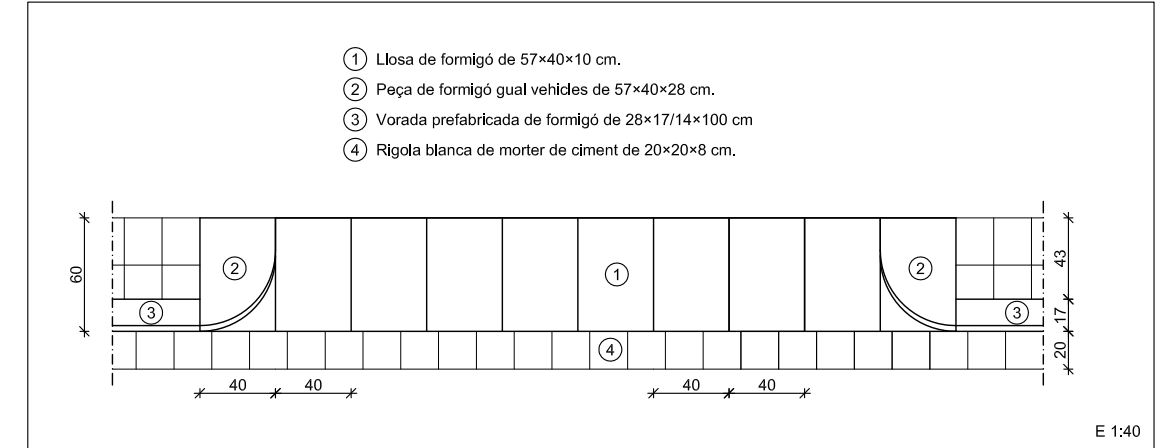 1 Llosa de formigó de 57×40×10 cm.
2 Peça de formigó gual vehicles de 57×40×28 cm.
3 Vorada prefabricada de formigó de 28×17/14×100 cm
4 Rigola blanca de morter de ciment de 20×20×8 cm.
60
2
1
2
43
3
3
17
4
20
40 40 40 40
E 1:40